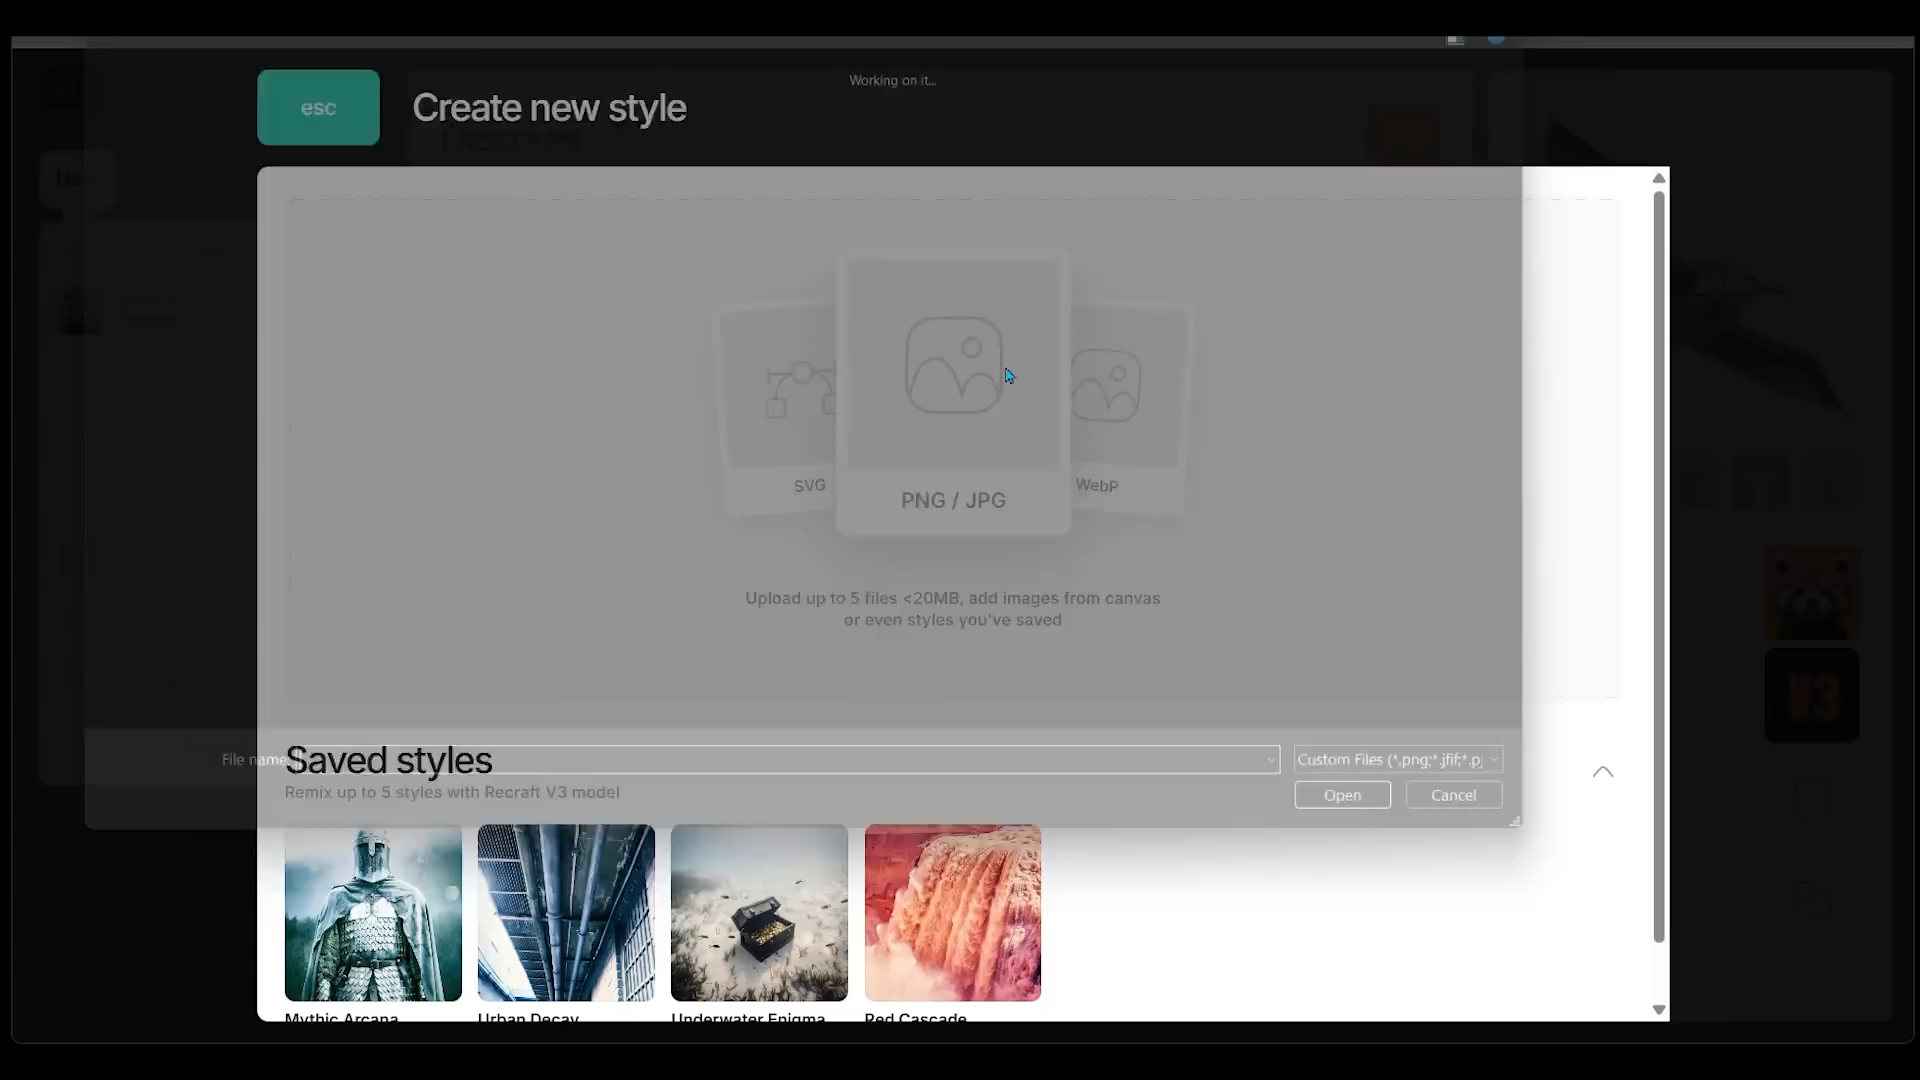 Working on it...
esc
Create new style
SVG
PNG / JPG
WebP
Upload up to 5 files <20MB, add images from canvas
or even styles you've saved
File name:
Saved styles
Custom Files (*.png;*.jfif;*.p
Remix up to 5 styles with Recraft V3 model
Open
Cancel
V3
Mythic Arcana
Urban Decay
Underwater Enigma
Red Cascade